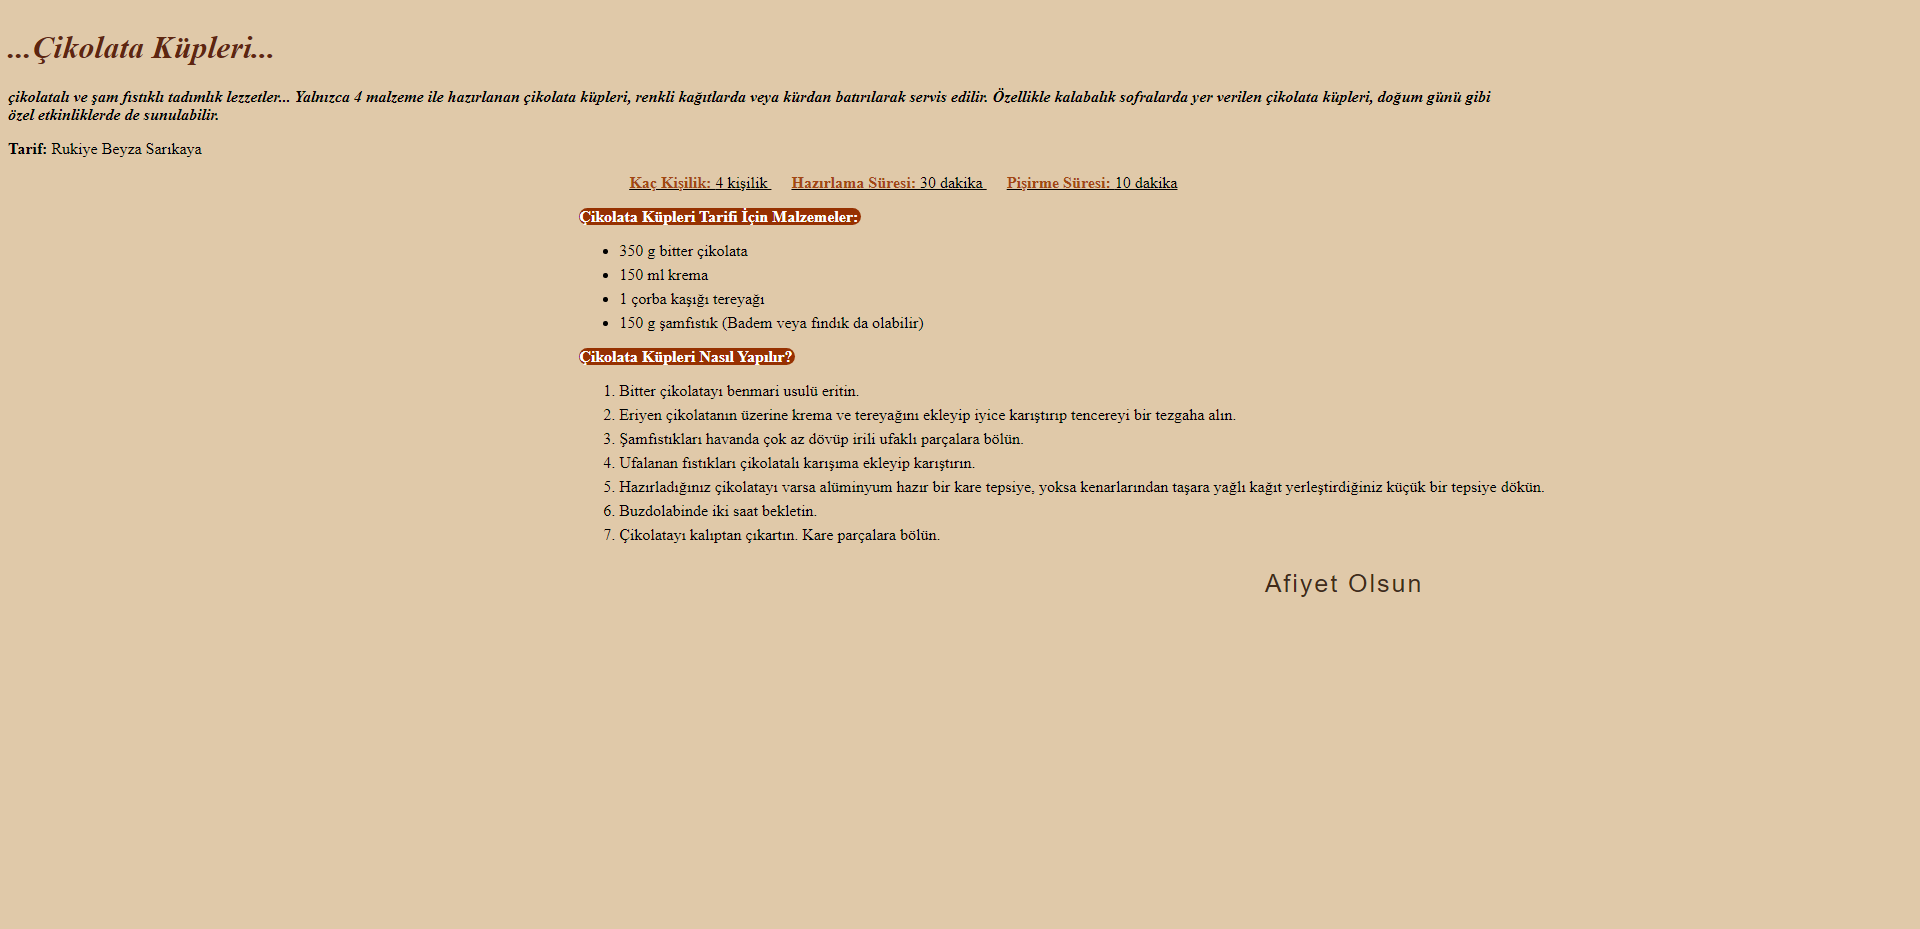 ...Çikolata Küpleri...
çikolatalı ve şam fıstıklı tadımlık lezzetler... Yalnızca 4 malzeme ile hazırlanan çikolata küpleri, renkli kağıtlarda veya kürdan batırılarak servis edilir. Özellikle kalabalık sofralarda yer verilen çikolata küpleri, doğum günü gibi
özel etkinliklerde de sunulabilir.
Tarif: Rukiye Beyza Sarıkaya
Kaç Kişilik: 4 kişilik Hazırlama Süresi: 30 dakika Pişirme Süresi: 10 dakika
Çikolata Küpleri Tarifi İçin Malzemeler:
• 350 g bitter çikolata
• 150 ml krema
• 1 çorba kaşığı tereyağı
• 150 g şamfıstık (Badem veya fındık da olabilir)
Çikolata Küpleri Nasıl Yapılır?
1. Bitter çikolatayı benmari usulü eritin.
2. Eriyen çikolatanın üzerine krema ve tereyağını ekleyip iyice karıştırıp tencereyi bir tezgaha alın.
3. Şamfıstıkları havanda çok az dövüp irili ufaklı parçalara bölün.
4. Ufalanan fıstıkları çikolatalı karışıma ekleyip karıştırın.
5. Hazırladığınız çikolatayı varsa alüminyum hazır bir kare tepsiye, yoksa kenarlarından taşara yağlı kağıt yerleştirdiğiniz küçük bir tepsiye dökün.
6. Buzdolabinde iki saat bekletin.
7. Çikolatayı kalıptan çıkartın. Kare parçalara bölün.
Afiyet Olsun